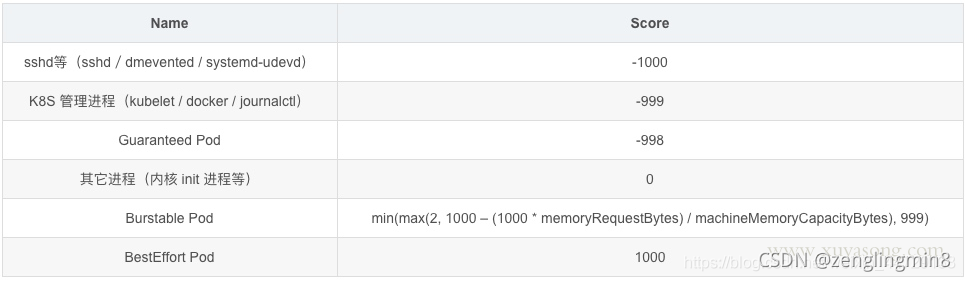 Name Score
sshd等（sshd / dmevented / systemd-udevd） -1000
K8S 管理进程（kubelet / docker / journalctl） -999
Guaranteed Pod -998
其它进程（内核 init 进程等） 0
Burstable Pod min(max(2, 1000 – (1000 * memoryRequestBytes) / machineMemoryCapacityBytes), 999)
BestEffort Pod 1000
www.xuyasong.com
https://blog
CSDN @zenglingmin8